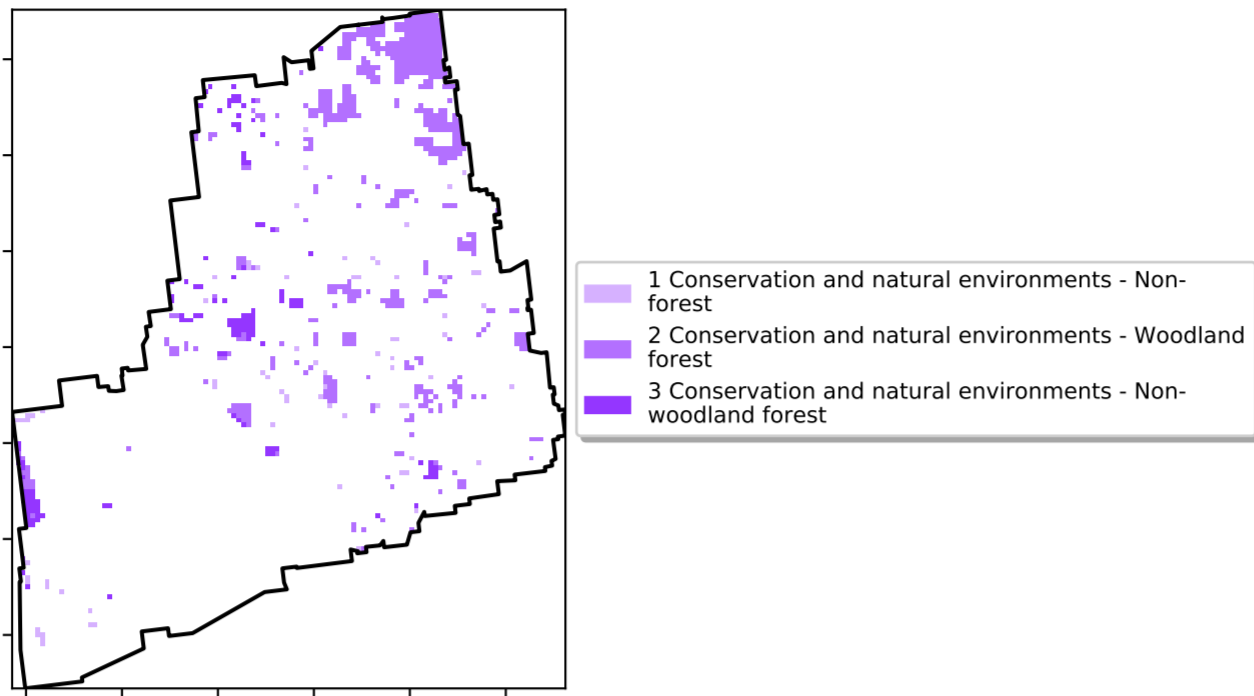 1 Conservation and natural environments - Non-
forest
2 Conservation and natural environments - Woodland
forest
3 Conservation and natural environments - Non-
woodland forest